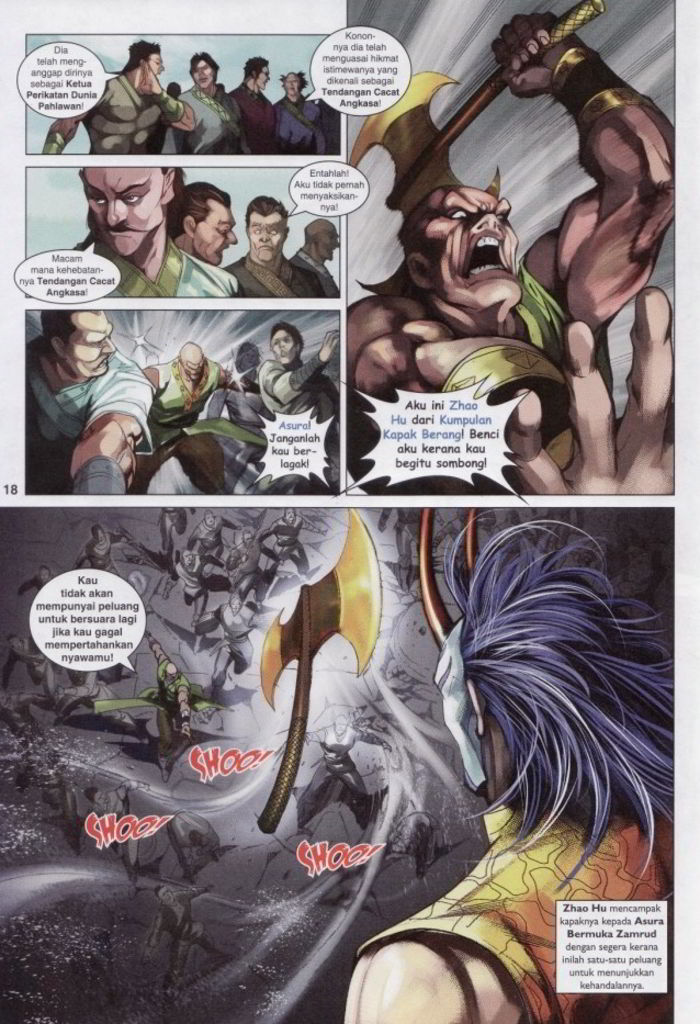 Dia
telah meng-
anggap dirinya
sebagai Ketua
Perikatan Dunia
Pahlawan!
Konon-
nya dia telah
menguasai hikmat
istimewanya yang
dikenali sebagai
Tendangan Cacat
Angkasa!
Entahlah!
Aku tidak pernah
menyaksikan-
nya!
Macam
mana kehebatan-
nya Tendangan Cacat
Angkasa!
Asura!
Janganlah
kau ber-
lagak!
Aku ini Zhao
Hu dari Kumpulan
Kapak Berang! Benci
aku kerana kau
begitu sombong!
18
Kau
tidak akan
mempunyai peluang
untuk bersuara lagi
jika kau gagal
mempertahankan
nyawamu!
SHOO!
SHOO!
SHOO!
Zhao Hu mencampak
kapaknya kepada Asura
Bermuka Zamrud
dengan segera kerana
inilah satu-satu peluang
untuk menunjukkan
kehandalannya.